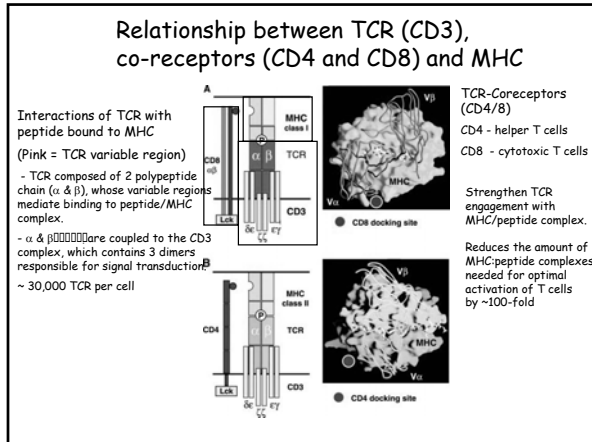 Relationship between TCR (CD3),
co-receptors (CD4 and CD8) and MHC
Interactions of TCR with
peptide bound to MHC
(Pink = TCR variable region)
- TCR composed of 2 polypeptide
chain (α & β), whose variable regions
mediate binding to peptide/MHC
complex.
- α & β are coupled to the CD3
complex, which contains 3 dimers
responsible for signal transduction.
~ 30,000 TCR per cell
A
MHC
class I
P
CD8
αβ
α β
TCR
CD3
Lck
δε
εγ
ζζ
Vβ
MHC
Vα
CD8 docking site
B
MHC
class II
P
CD4
α β
TCR
CD3
Lck
δε
εγ
ζζ
Vβ
MHC
Vα
CD4 docking site
TCR-Coreceptors
(CD4/8)
CD4 - helper T cells
CD8 - cytotoxic T cells
Strengthen TCR
engagement with
MHC/peptide complex.
Reduces the amount of
MHC:peptide complexes
needed for optimal
activation of T cells
by ~100-fold